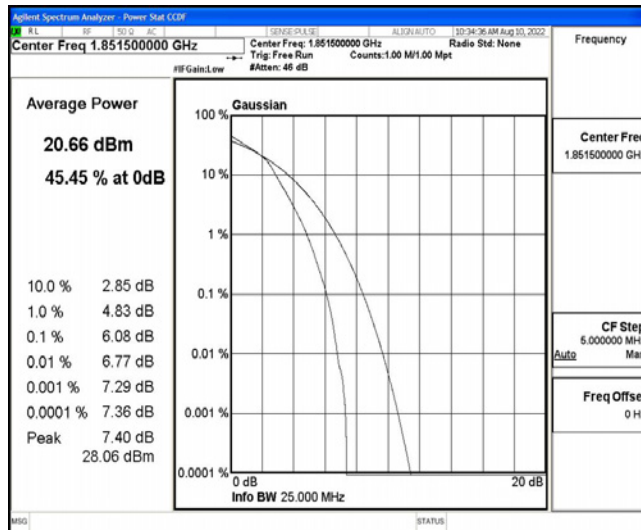 Agilent Spectrum Analyzer - Power Stat CCDF
RL RF 50 Ω AC SENSE:PULSE ALIGN AUTO 10:34:36 AM Aug 10, 2022
Center Freq 1.851500000 GHz
Center Freq: 1.851500000 GHz Radio Std: None
Trig: Free Run Counts:1.00 M/1.00 Mpt
#IFGain:Low #Atten: 46 dB
Frequency
Average Power
20.66 dBm
45.45 % at 0dB
10.0 % 2.85 dB
1.0 % 4.83 dB
0.1 % 6.08 dB
0.01 % 6.77 dB
0.001 % 7.29 dB
0.0001 % 7.36 dB
Peak 7.40 dB
28.06 dBm
Gaussian
100 %
10 %
1 %
0.1 %
0.01 %
0.001 %
0.0001 %
0 dB 20 dB
Info BW 25.000 MHz
Center Fre
1.851500000 GH
CF Step
5.000000 MH
Auto Ma
Freq Offse
0 H
MSG STATUS